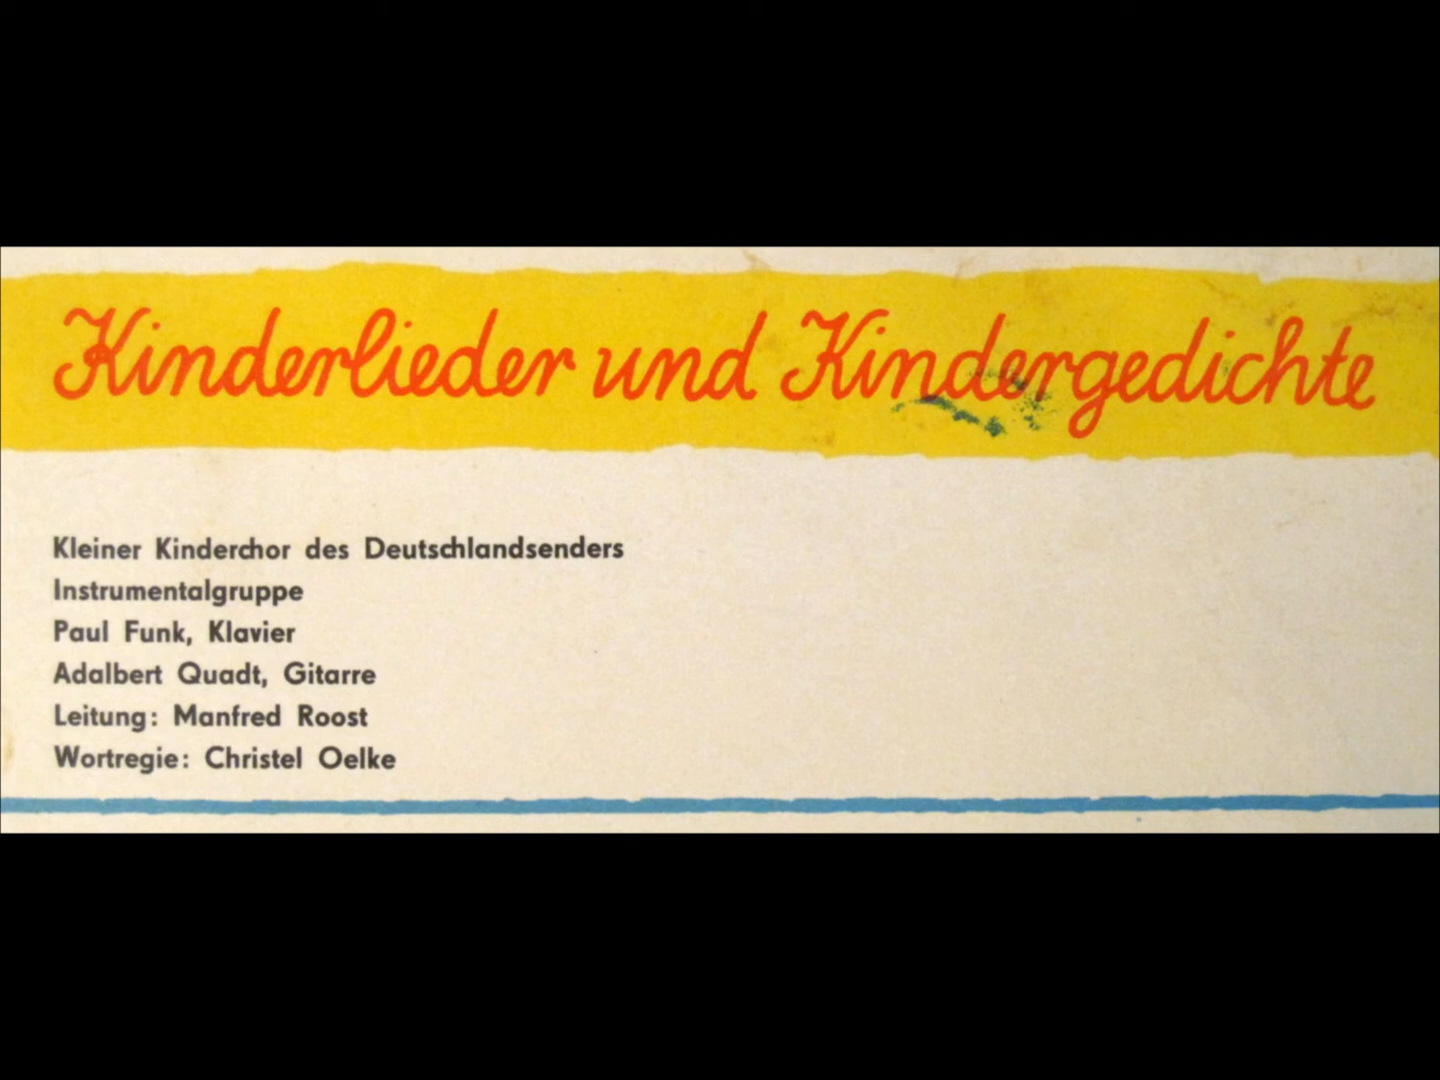 Kinderlieder und Kindergedichte
Kleiner Kinderchor des Deutschlandsenders
Instrumentalgruppe
Paul Funk, Klavier
Adalbert Quadt, Gitarre
Leitung: Manfred Roost
Wortregie: Christel Oelke